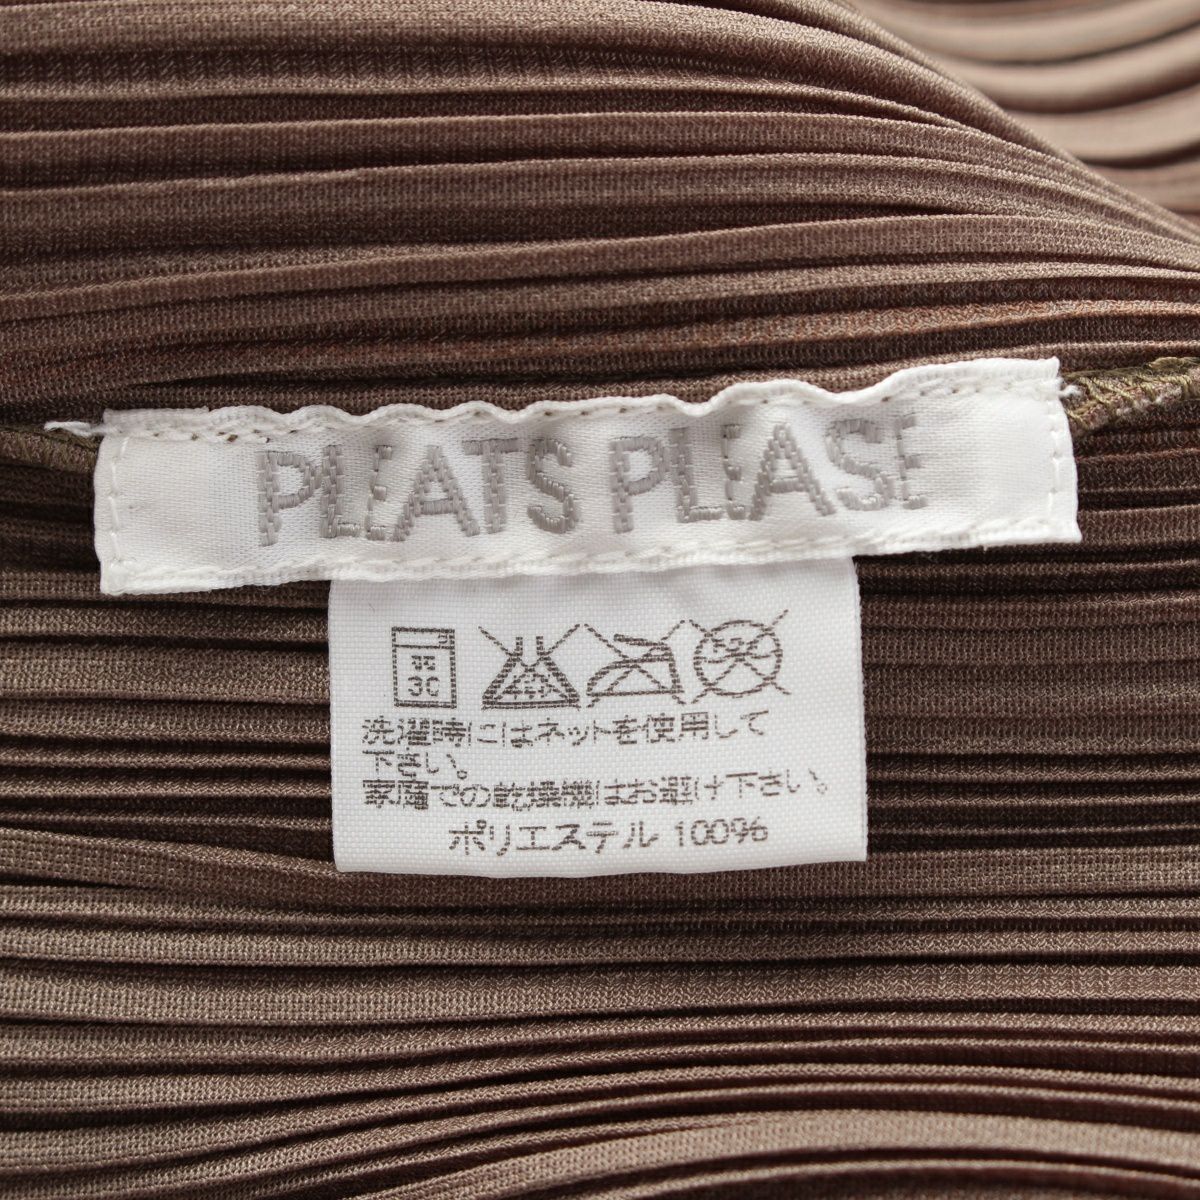 PLEATS PLEASE
弱
30
洗濯時にはネットを使用して
下さい。
家庭での乾燥機はお避け下さい。
ポリエステル 100%